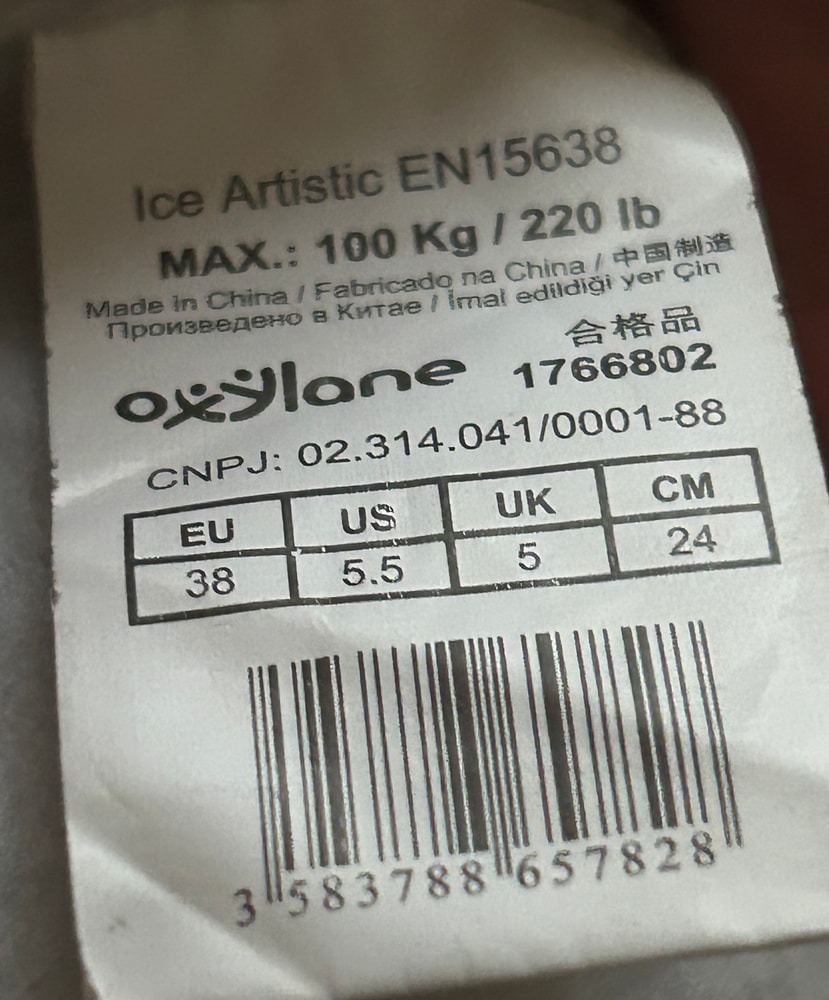 Ice Artistic EN15638
MAX.: 100 Kg / 220 lb
Made in China / Fabricado na China / 中国制造
Произведено в Китае / İmal edildiği yer Çin
合格品
oxylane 1766802
CNPJ: 02.314.041/0001-88
EU US UK CM
38 5.5 5 24
3 583788 657828